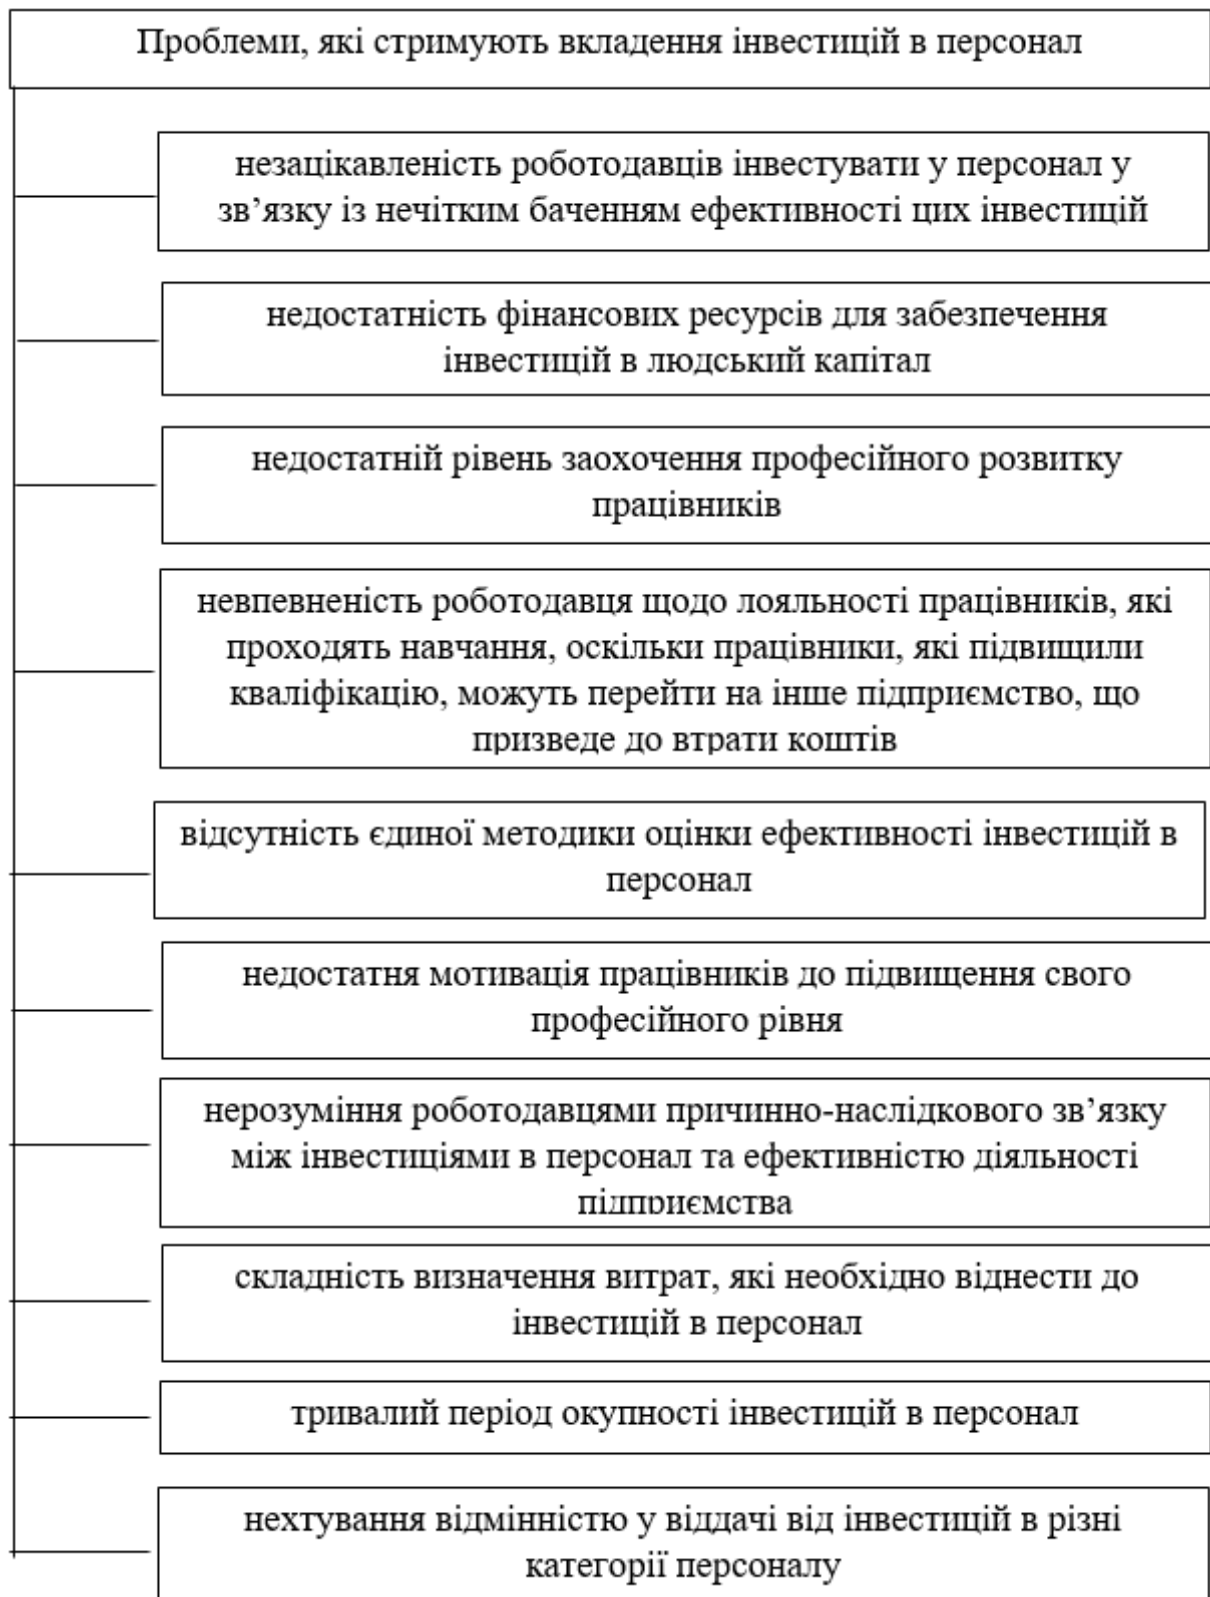 Проблеми, які стримують вкладення інвестицій в персонал
незацікавленість роботодавців інвестувати у персонал у
зв’язку із нечітким баченням ефективності цих інвестицій
недостатність фінансових ресурсів для забезпечення
інвестицій в людський капітал
недостатній рівень заохочення професійного розвитку
працівників
невпевненість роботодавця щодо лояльності працівників, які
проходять навчання, оскільки працівники, які підвищили
кваліфікацію, можуть перейти на інше підприємство, що
призведе до втрати коштів
відсутність єдиної методики оцінки ефективності інвестицій в
персонал
недостатня мотивація працівників до підвищення свого
професійного рівня
нерозуміння роботодавцями причинно-наслідкового зв’язку
між інвестиціями в персонал та ефективністю діяльності
підприємства
складність визначення витрат, які необхідно віднести до
інвестицій в персонал
тривалий період окупності інвестицій в персонал
нехтування відмінністю у віддачі від інвестицій в різні
категорії персоналу